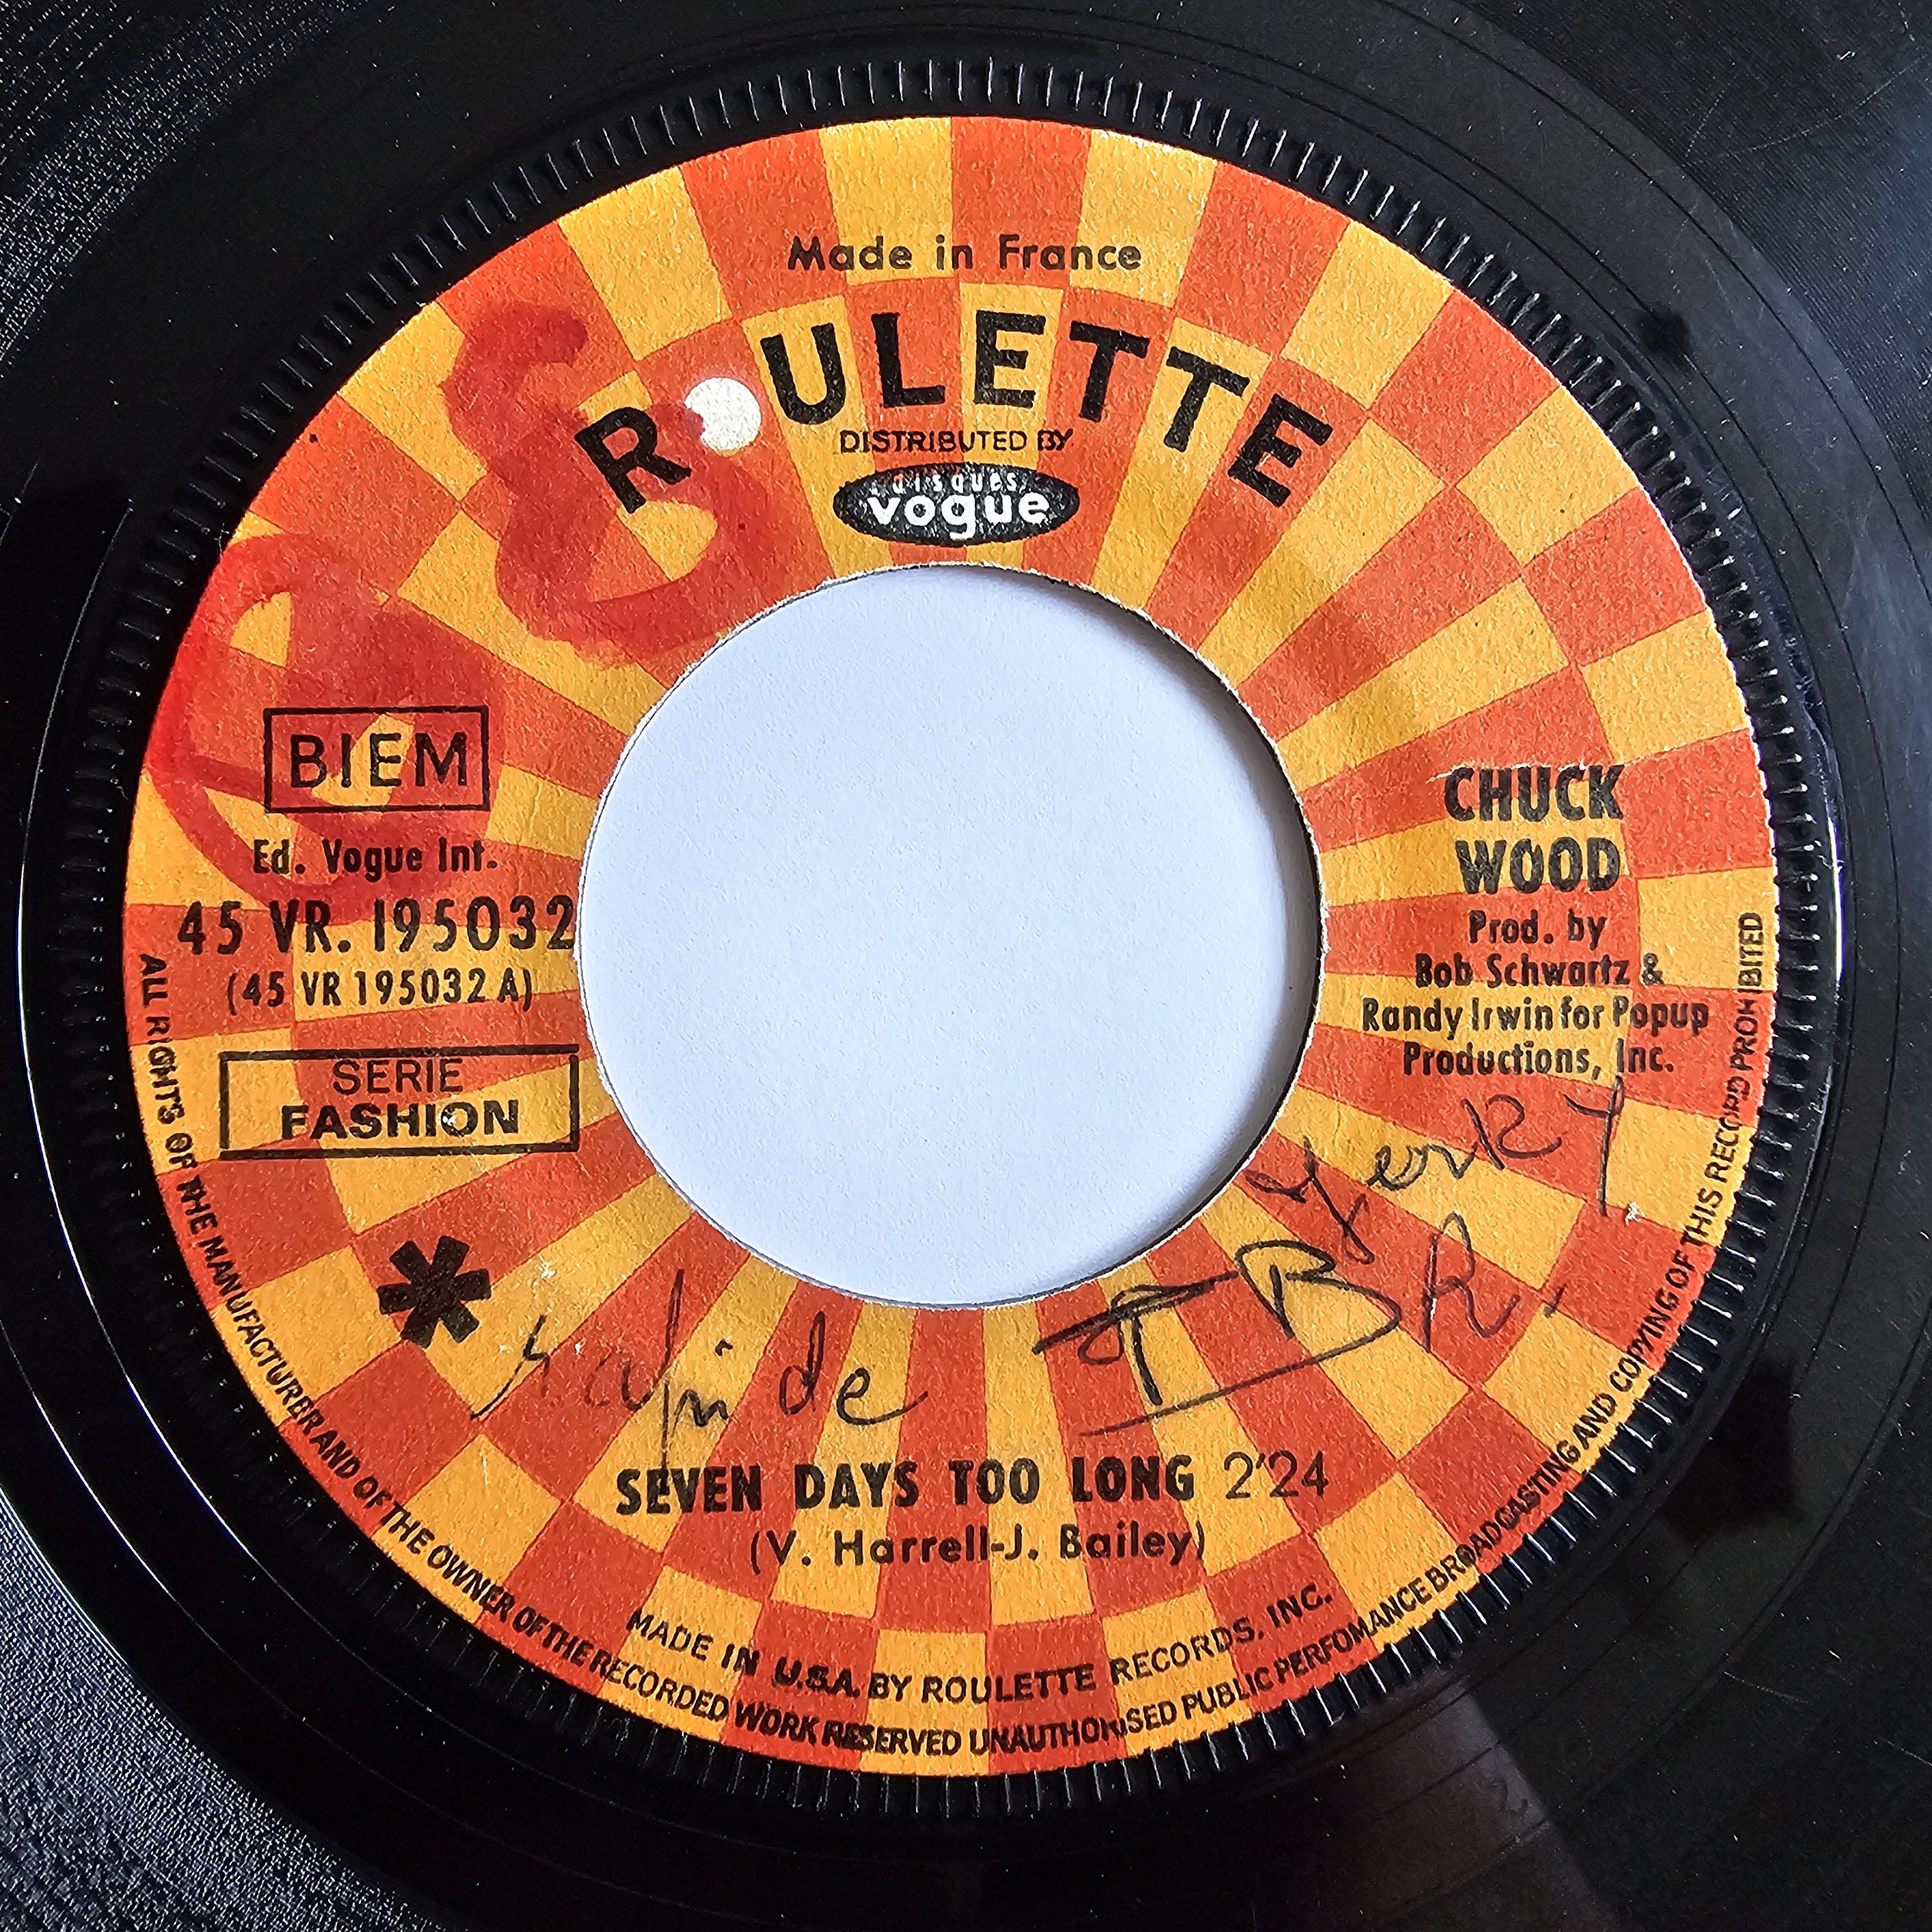 Made in France
ROULETTE
DISTRIBUTED BY
disques
vogue
BIEM
Ed. Vogue Int.
45 VR. 195032
(45 VR 195032 A)
SERIE
FASHION
CHUCK
WOOD
Prod. by
Bob Schwartz &
Randy Irwin for Popup
Productions, Inc.
de TBR.
SEVEN DAYS TOO LONG 2'24
(V. Harrell-J. Bailey)
MADE IN U.S.A. BY ROULETTE RECORDS, INC.
ALL RIGHTS OF THE MANUFACTURER AND OF THE OWNER OF THE RECORDED WORK RESERVED UNAUTHORISED PUBLIC PERFOMANCE BROADCASTING AND COPYING OF THIS RECORD PROHIBITED